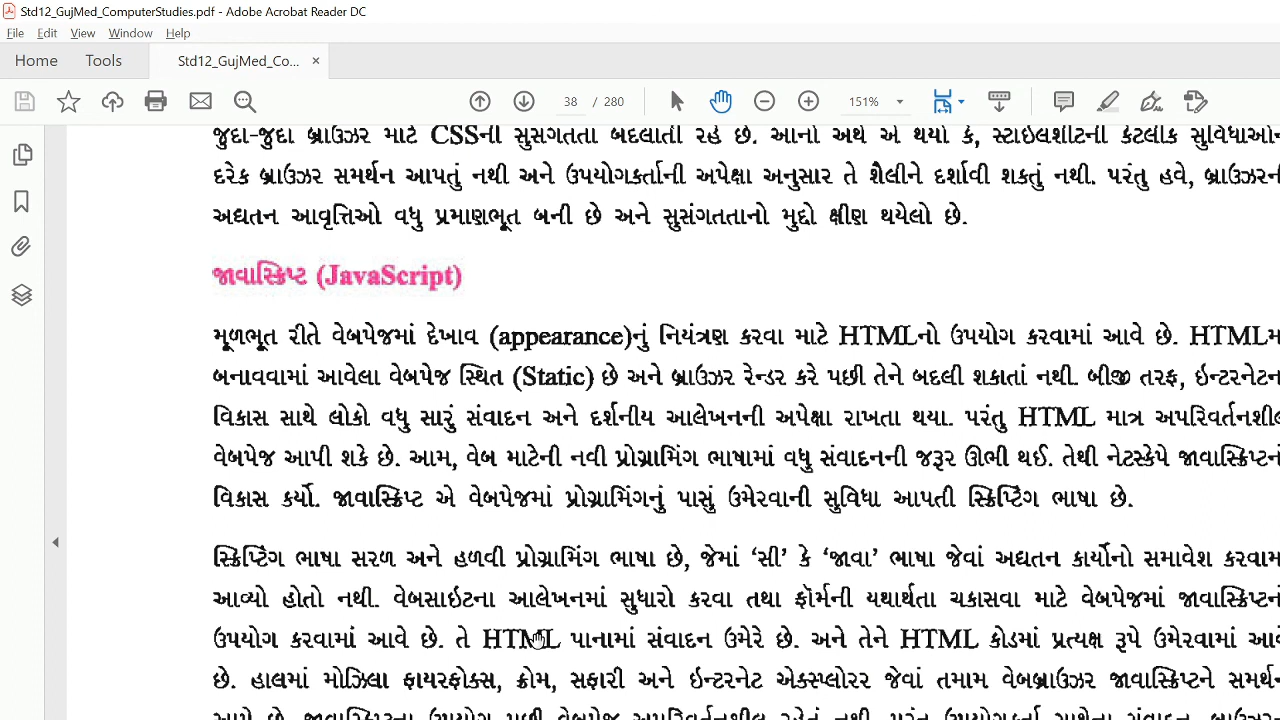 Std12_GujMed_ComputerStudies.pdf - Adobe Acrobat Reader DC
File Edit View Window Help
Home Tools Std12_GujMed_Co... ×
38 / 280 151%
જુદા-જુદા બ્રાઉઝર માટે CSSની સુસંગતતા બદલાતી રહે છે. આનો અર્થ એ થયો કે, સ્ટાઇલશીટની કેટલીક સુવિધાઓન
દરેક બ્રાઉઝર સમર્થન આપતું નથી અને ઉપયોગકર્તાની અપેક્ષા અનુસાર તે શૈલીને દર્શાવી શકતું નથી. પરંતુ હવે, બ્રાઉઝરન
અદ્યતન આવૃત્તિઓ વધુ પ્રમાણભૂત બની છે અને સુસંગતતાનો મુદ્દો ક્ષીણ થયેલો છે.
જાવાસ્ક્રિપ્ટ (JavaScript)
મૂળભૂત રીતે વેબપેજમાં દેખાવ (appearance)નું નિયંત્રણ કરવા માટે HTMLનો ઉપયોગ કરવામાં આવે છે. HTMLમ
બનાવવામાં આવેલા વેબપેજ સ્થિત (Static) છે અને બ્રાઉઝર રેન્ડર કરે પછી તેને બદલી શકાતાં નથી. બીજી તરફ, ઇન્ટરનેટન
વિકાસ સાથે લોકો વધુ સારું સંવાદન અને દર્શનીય આલેખનની અપેક્ષા રાખતા થયા. પરંતુ HTML માત્ર અપરિવર્તનશીલ
વેબપેજ આપી શકે છે. આમ, વેબ માટેની નવી પ્રોગ્રામિંગ ભાષામાં વધુ સંવાદનની જરૂર ઊભી થઈ. તેથી નેટસ્કેપે જાવાસ્ક્રિપ્ટન
વિકાસ કર્યો. જાવાસ્ક્રિપ્ટ એ વેબપેજમાં પ્રોગ્રામિંગનું પાસું ઉમેરવાની સુવિધા આપતી સ્ક્રિપ્ટિંગ ભાષા છે.
સ્ક્રિપ્ટિંગ ભાષા સરળ અને હળવી પ્રોગ્રામિંગ ભાષા છે, જેમાં ‘સી’ કે ‘જાવા’ ભાષા જેવાં અદ્યતન કાર્યોનો સમાવેશ કરવામ
આવ્યો હોતો નથી. વેબસાઇટના આલેખનમાં સુધારો કરવા તથા ફૉર્મની યથાર્થતા ચકાસવા માટે વેબપેજમાં જાવાસ્ક્રિપ્ટન
ઉપયોગ કરવામાં આવે છે. તે HTML પાનામાં સંવાદન ઉમેરે છે. અને તેને HTML કોડમાં પ્રત્યક્ષ રૂપે ઉમેરવામાં આવે
છે. હાલમાં મોઝિલા ફાયરફોક્સ, ક્રોમ, સફારી અને ઇન્ટરનેટ એક્સ્પ્લોરર જેવાં તમામ વેબબ્રાઉઝર જાવાસ્ક્રિપ્ટને સમર્થન